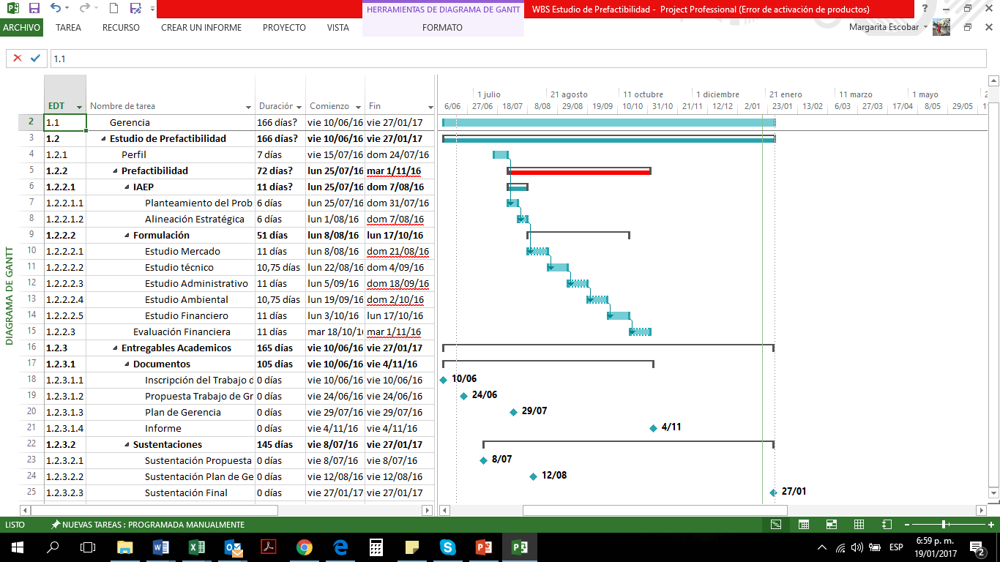 HERRAMIENTAS DE DIAGRAMA DE GANTT WBS Estudio de Prefactibilidad - Project Professional (Error de activación de productos)
ARCHIVO TAREA RECURSO CREAR UN INFORME PROYECTO VISTA FORMATO Margarita Escobar
1.1
1 julio 21 agosto 11 octubre 1 diciembre 21 enero 11 marzo 1 mayo 2
EDT Nombre de tarea Duración Comienzo Fin 6/06 27/06 18/07 8/08 29/08 19/09 10/10 31/10 21/11 12/12 2/01 23/01 13/02 6/03 27/03 17/04 8/05 29/05
2 1.1 Gerencia 166 días? vie 10/06/16 vie 27/01/17
3 1.2 Estudio de Prefactibilidad 166 días? vie 10/06/16 vie 27/01/17
4 1.2.1 Perfil 7 días vie 15/07/16 dom 24/07/16
5 1.2.2 Prefactibilidad 72 días? lun 25/07/16 mar 1/11/16
6 1.2.2.1 IAEP 11 días? lun 25/07/16 dom 7/08/16
7 1.2.2.1.1 Planteamiento del Prob 6 días lun 25/07/16 dom 31/07/16
8 1.2.2.1.2 Alineación Estratégica 6 días lun 1/08/16 dom 7/08/16
9 1.2.2.2 Formulación 51 días lun 8/08/16 lun 17/10/16
10 1.2.2.2.1 Estudio Mercado 11 días lun 8/08/16 dom 21/08/16
11 1.2.2.2.2 Estudio técnico 10,75 días lun 22/08/16 dom 4/09/16
12 1.2.2.2.3 Estudio Administrativo 11 días lun 5/09/16 dom 18/09/16
13 1.2.2.2.4 Estudio Ambiental 10,75 días lun 19/09/16 dom 2/10/16
14 1.2.2.2.5 Estudio Financiero 11 días lun 3/10/16 lun 17/10/16
15 1.2.2.3 Evaluación Financiera 11 días mar 18/10/1 mar 1/11/16
16 1.2.3 Entregables Academicos 165 días vie 10/06/16 vie 27/01/17
17 1.2.3.1 Documentos 105 días vie 10/06/16 vie 4/11/16
18 1.2.3.1.1 Inscripción del Trabajo d 0 días vie 10/06/16 vie 10/06/16 10/06
19 1.2.3.1.2 Propuesta Trabajo de Gr 0 días vie 24/06/16 vie 24/06/16 24/06
20 1.2.3.1.3 Plan de Gerencia 0 días vie 29/07/16 vie 29/07/16 29/07
21 1.2.3.1.4 Informe 0 días vie 4/11/16 vie 4/11/16 4/11
22 1.2.3.2 Sustentaciones 145 días vie 8/07/16 vie 27/01/17
23 1.2.3.2.1 Sustentación Propuesta 0 días vie 8/07/16 vie 8/07/16 8/07
24 1.2.3.2.2 Sustentación Plan de Ge 0 días vie 12/08/16 vie 12/08/16 12/08
25 1.2.3.2.3 Sustentación Final 0 días vie 27/01/17 vie 27/01/17 27/01
DIAGRAMA DE GANTT
LISTO NUEVAS TAREAS : PROGRAMADA MANUALMENTE
ESP 6:59 p. m.
19/01/2017 2